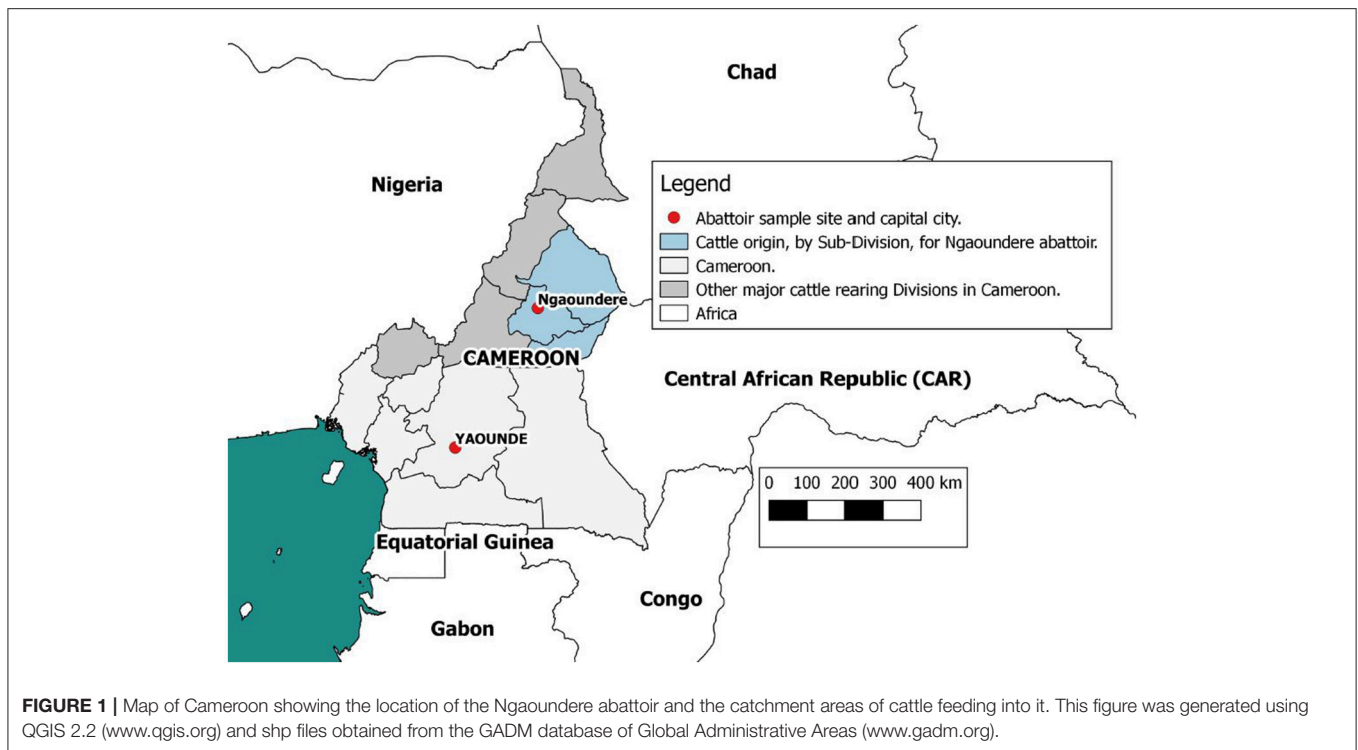 Chad
Nigeria
Legend
Abattoir sample site and capital city.
Cattle origin, by Sub-Division, for Ngaoundere abattoir.
Cameroon.
Other major cattle rearing Divisions in Cameroon.
Africa
Ngaoundere
CAMEROON
Central African Republic (CAR)
YAOUNDE
0 100 200 300 400 km
Equatorial Guinea
Congo
Gabon
FIGURE 1 | Map of Cameroon showing the location of the Ngaoundere abattoir and the catchment areas of cattle feeding into it. This figure was generated using
QGIS 2.2 (www.qgis.org) and shp files obtained from the GADM database of Global Administrative Areas (www.gadm.org).